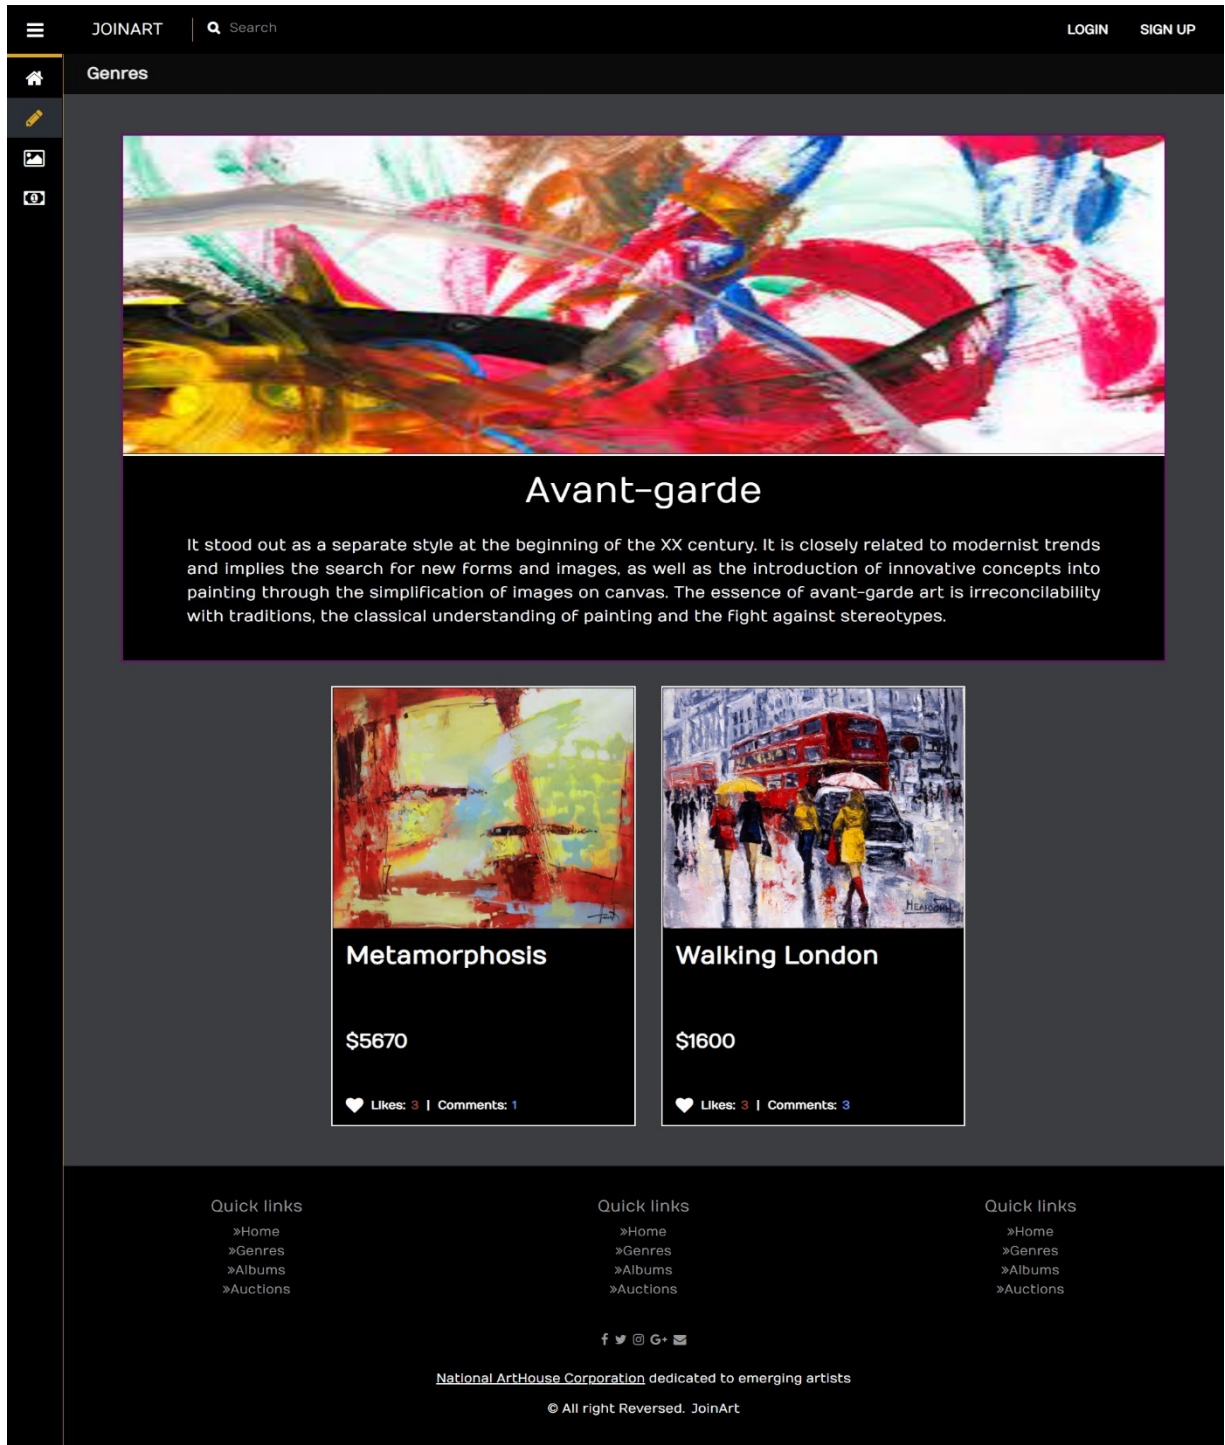 JOINART
Search
LOGIN
SIGN UP
Genres
Avant-garde
It stood out as a separate style at the beginning of the XX century. It is closely related to modernist trends
and implies the search for new forms and images, as well as the introduction of innovative concepts into
painting through the simplification of images on canvas. The essence of avant-garde art is irreconcilability
with traditions, the classical understanding of painting and the fight against stereotypes.
Metamorphosis
$5670
Likes: 3 | Comments: 1
Walking London
$1600
Likes: 3 | Comments: 3
Quick links
»Home
»Genres
»Albums
»Auctions
Quick links
»Home
»Genres
»Albums
»Auctions
Quick links
»Home
»Genres
»Albums
»Auctions
National ArtHouse Corporation dedicated to emerging artists
© All right Reversed. JoinArt